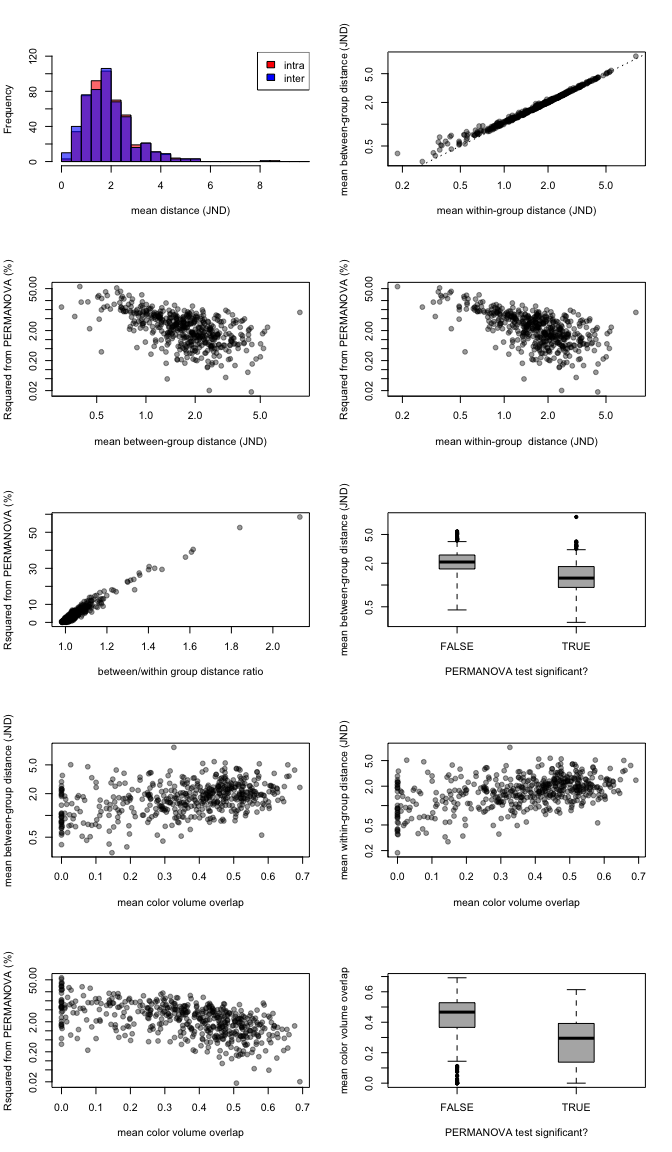 Frequency
0 40 80 120
intra
inter
0 2 4 6 8
mean distance (JND)
mean between-group distance (JND)
0.5 2.0 5.0
0.2 0.5 1.0 2.0 5.0
mean within-group distance (JND)
Rsquared from PERMANOVA (%)
0.02 0.20 2.00 50.00
0.5 1.0 2.0 5.0
mean between-group distance (JND)
Rsquared from PERMANOVA (%)
0.02 0.20 2.00 50.00
0.2 0.5 1.0 2.0 5.0
mean within-group distance (JND)
Rsquared from PERMANOVA (%)
0 10 30 50
1.0 1.2 1.4 1.6 1.8 2.0
between/within group distance ratio
mean between-group distance (JND)
0.5 2.0 5.0
FALSE TRUE
PERMANOVA test significant?
mean between-group distance (JND)
0.5 2.0 5.0
0.0 0.1 0.2 0.3 0.4 0.5 0.6 0.7
mean color volume overlap
mean within-group distance (JND)
0.2 0.5 2.0 5.0
0.0 0.1 0.2 0.3 0.4 0.5 0.6 0.7
mean color volume overlap
Rsquared from PERMANOVA (%)
0.02 0.20 2.00 50.00
0.0 0.1 0.2 0.3 0.4 0.5 0.6 0.7
mean color volume overlap
mean color volume overlap
0.0 0.2 0.4 0.6
FALSE TRUE
PERMANOVA test significant?